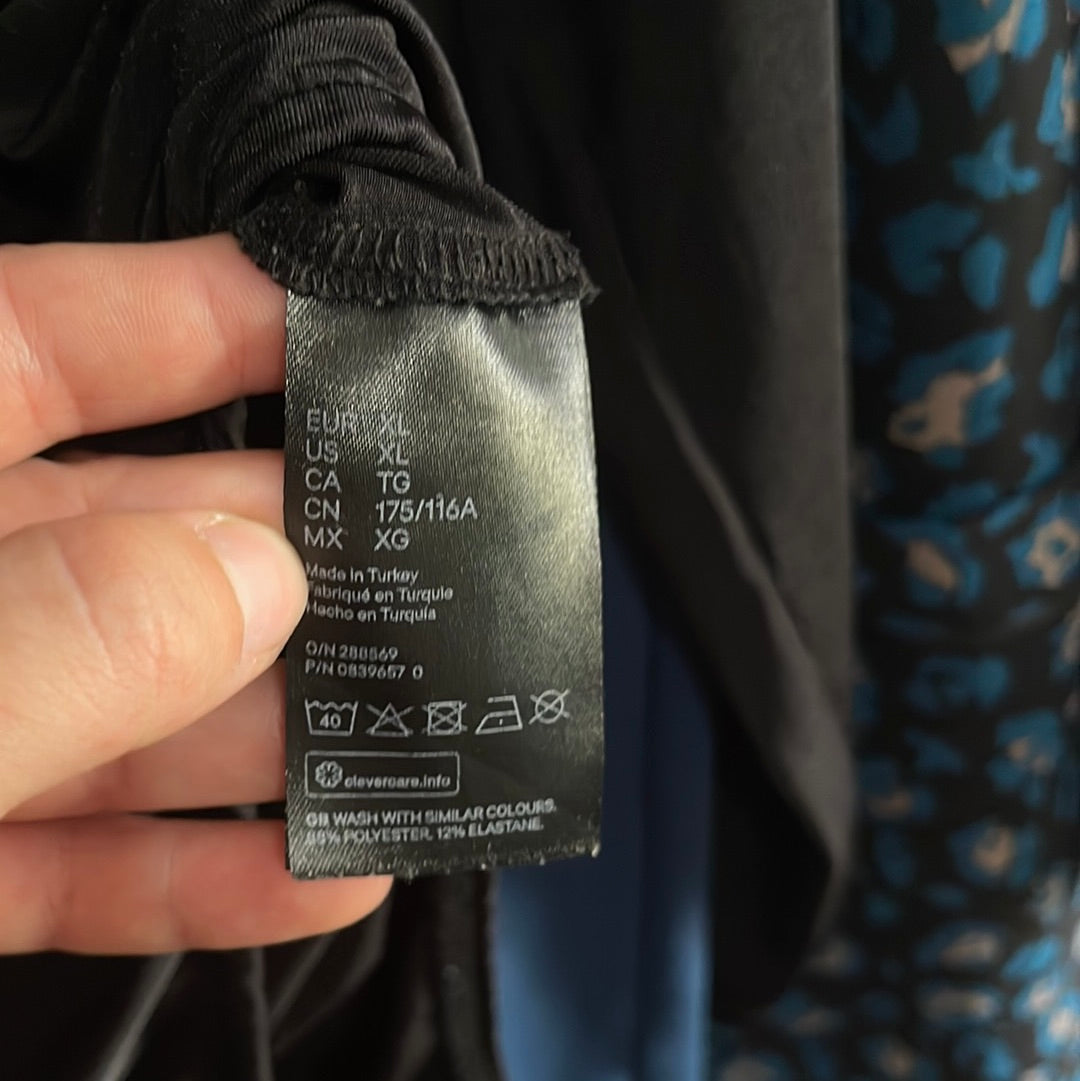 EUR XL
US XL
CA TG
CN 175/116A
MX XG
Made in Turkey
Fabriqué en Turquie
Hecho en Turquía
O/N 288569
P/N 0839657 0
40
clevercare.info
GB WASH WITH SIMILAR COLOURS.
88% POLYESTER. 12% ELASTANE.